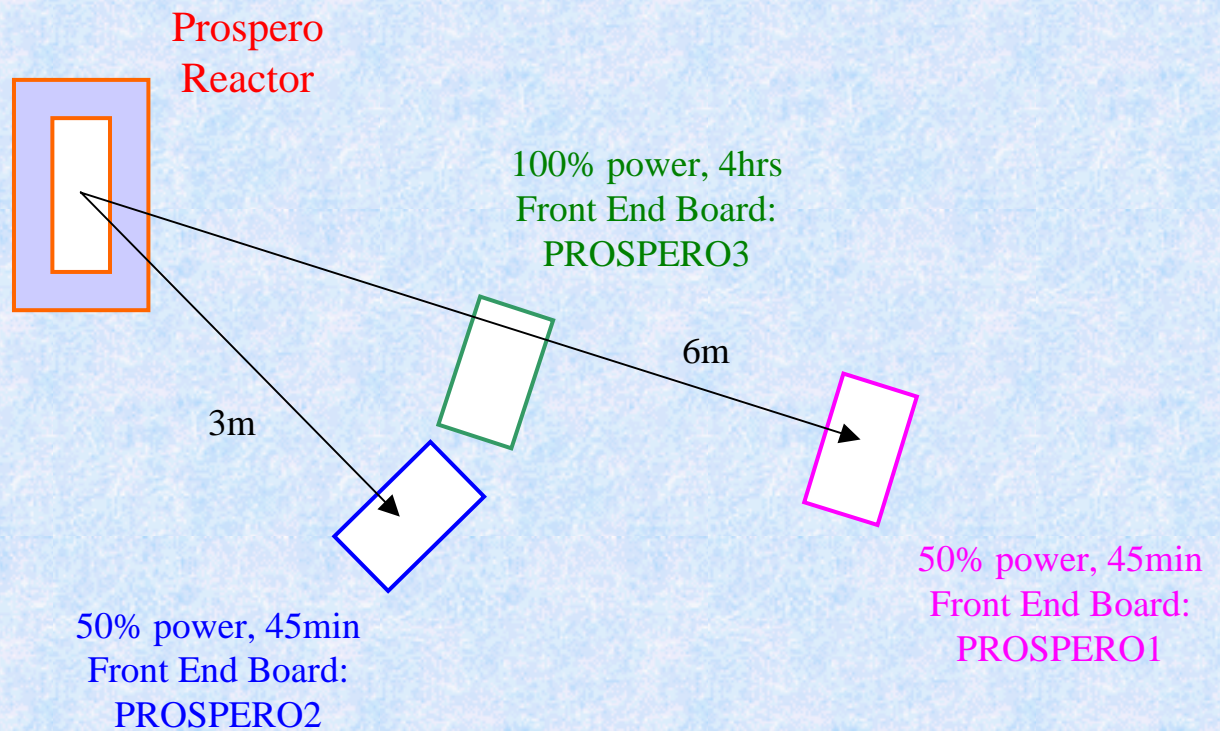 Prospero
Reactor
100% power, 4hrs
Front End Board:
PROSPERO3
6m
3m
50% power, 45min
Front End Board:
PROSPERO1
50% power, 45min
Front End Board:
PROSPERO2